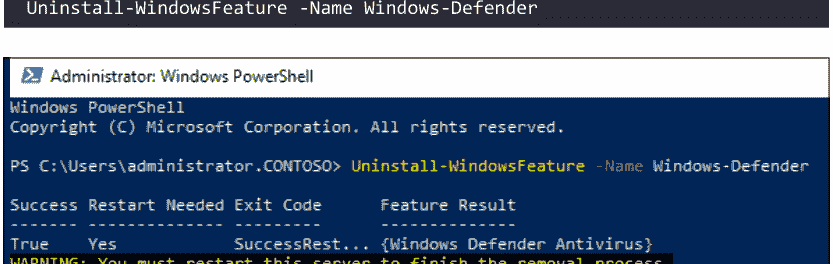 Uninstall-WindowsFeature -Name Windows-Defender
Administrator: Windows PowerShell
Windows PowerShell
Copyright (C) Microsoft Corporation. All rights reserved.
PS C:\Users\administrator.CONTOSO> Uninstall-WindowsFeature -Name Windows-Defender
Success Restart Needed Exit Code      Feature Result
------- -------------- ---------      --------------
True    Yes            SuccessRest... {Windows Defender Antivirus}
WARNING: You must restart this server to finish the removal process.